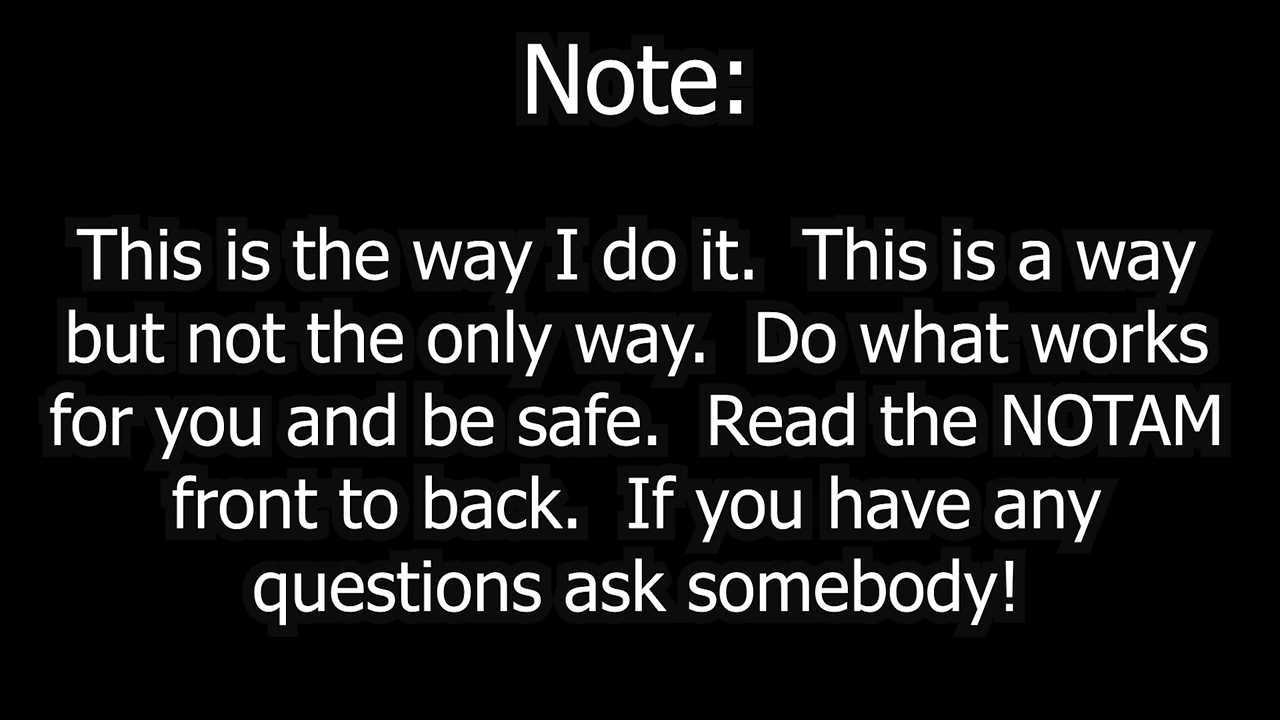 Note:
This is the way I do it.  This is a way
but not the only way.  Do what works
for you and be safe.  Read the NOTAM
front to back.  If you have any
questions ask somebody!